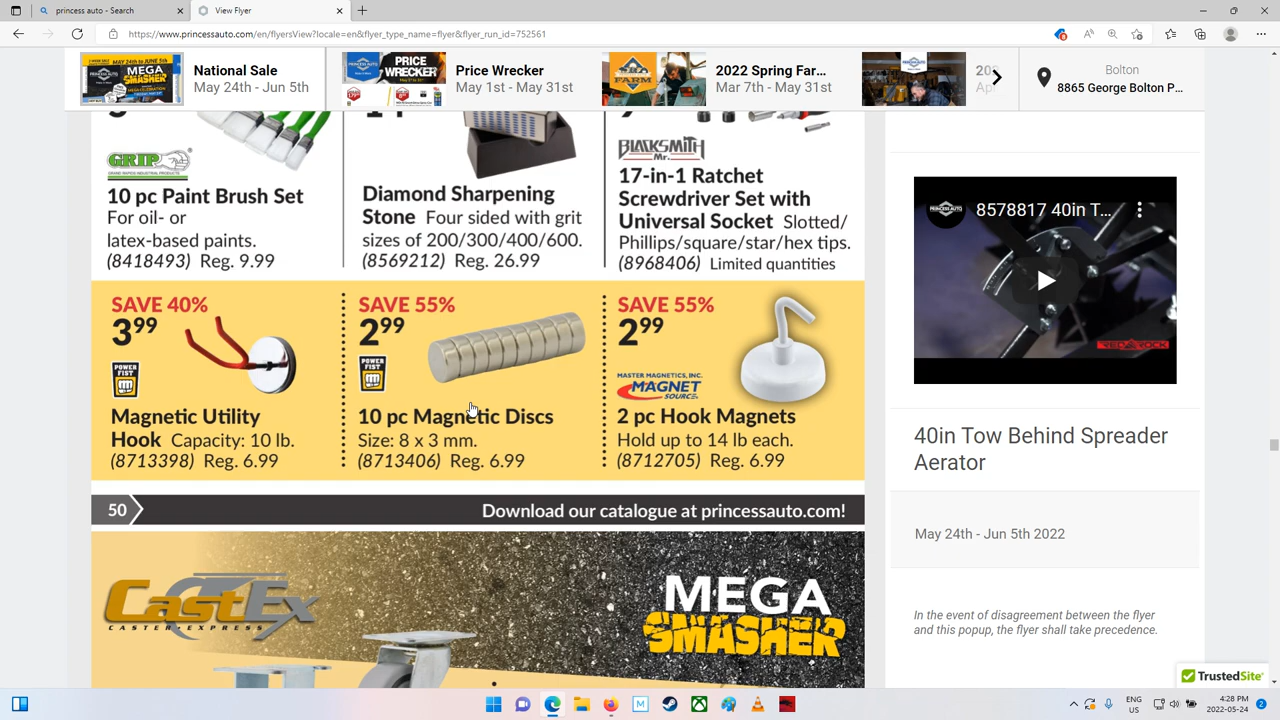 princess auto - Search
View Flyer
https://www.princessauto.com/en/flyersView?locale=en&flyer_type_name=flyer&flyer_run_id=752561
National Sale
May 24th - Jun 5th
Price Wrecker
May 1st - May 31st
2022 Spring Far...
Mar 7th - May 31st
Bolton
8865 George Bolton P...
GRIP
10 pc Paint Brush Set
For oil- or
latex-based paints.
(8418493) Reg. 9.99
Diamond Sharpening
Stone Four sided with grit
sizes of 200/300/400/600.
(8569212) Reg. 26.99
BLACKSMITH
Mr.
17-in-1 Ratchet
Screwdriver Set with
Universal Socket Slotted/
Phillips/square/star/hex tips.
(8968406) Limited quantities
SAVE 40%
3 99
POWER
FIST
Magnetic Utility
Hook Capacity: 10 lb.
(8713398) Reg. 6.99
SAVE 55%
2 99
POWER
FIST
10 pc Magnetic Discs
Size: 8 x 3 mm.
(8713406) Reg. 6.99
SAVE 55%
2 99
MASTER MAGNETICS, INC.
MAGNET
SOURCE
2 pc Hook Magnets
Hold up to 14 lb each.
(8712705) Reg. 6.99
50
Download our catalogue at princessauto.com!
CastEx
CASTER EXPRESS
MEGA
SMASHER
8578817 40in T...
40in Tow Behind Spreader
Aerator
May 24th - Jun 5th 2022
In the event of disagreement between the flyer
and this popup, the flyer shall take precedence.
TrustedSite
ENG
US
2022-05-24
2